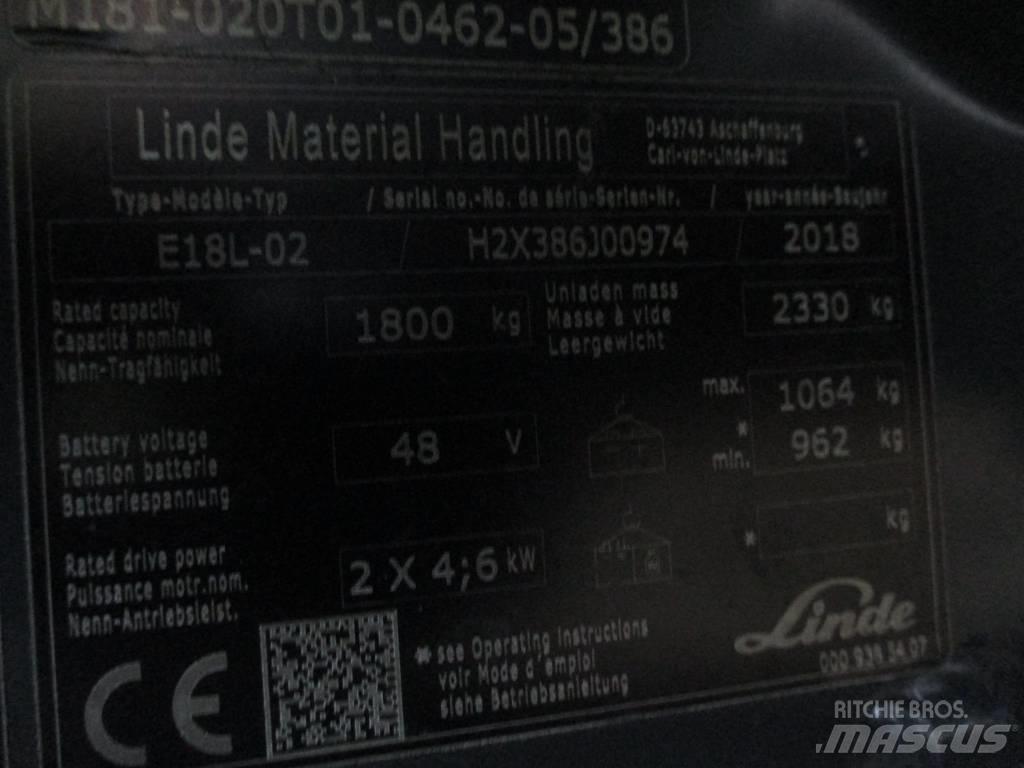 M181-020T01-0462-05/386
Linde Material Handling
D-63743 Aschaffenburg
Carl-von-Linde-Platz
Type-Modèle-Typ / Serial no.-No. de série-Serien-Nr. / year-année-Baujahr
E18L-02 / H2X386J00974 / 2018
Rated capacity
Capacité nominale
Nenn-Tragfähigkeit
1800 kg
Unladen mass
Masse à vide
Leergewicht
2330 kg
Battery voltage
Tension batterie
Batteriespannung
48 V
max. 1064 kg
*
min. 962 kg
Rated drive power
Puissance motr.nom.
Nenn-Antriebsleist.
2 X 4;6 kW
* kg
CE
*see Operating Instructions
voir Mode d'emploi
siehe Betriebsanleitung
Linde
RITCHIE BROS.
MASCUS